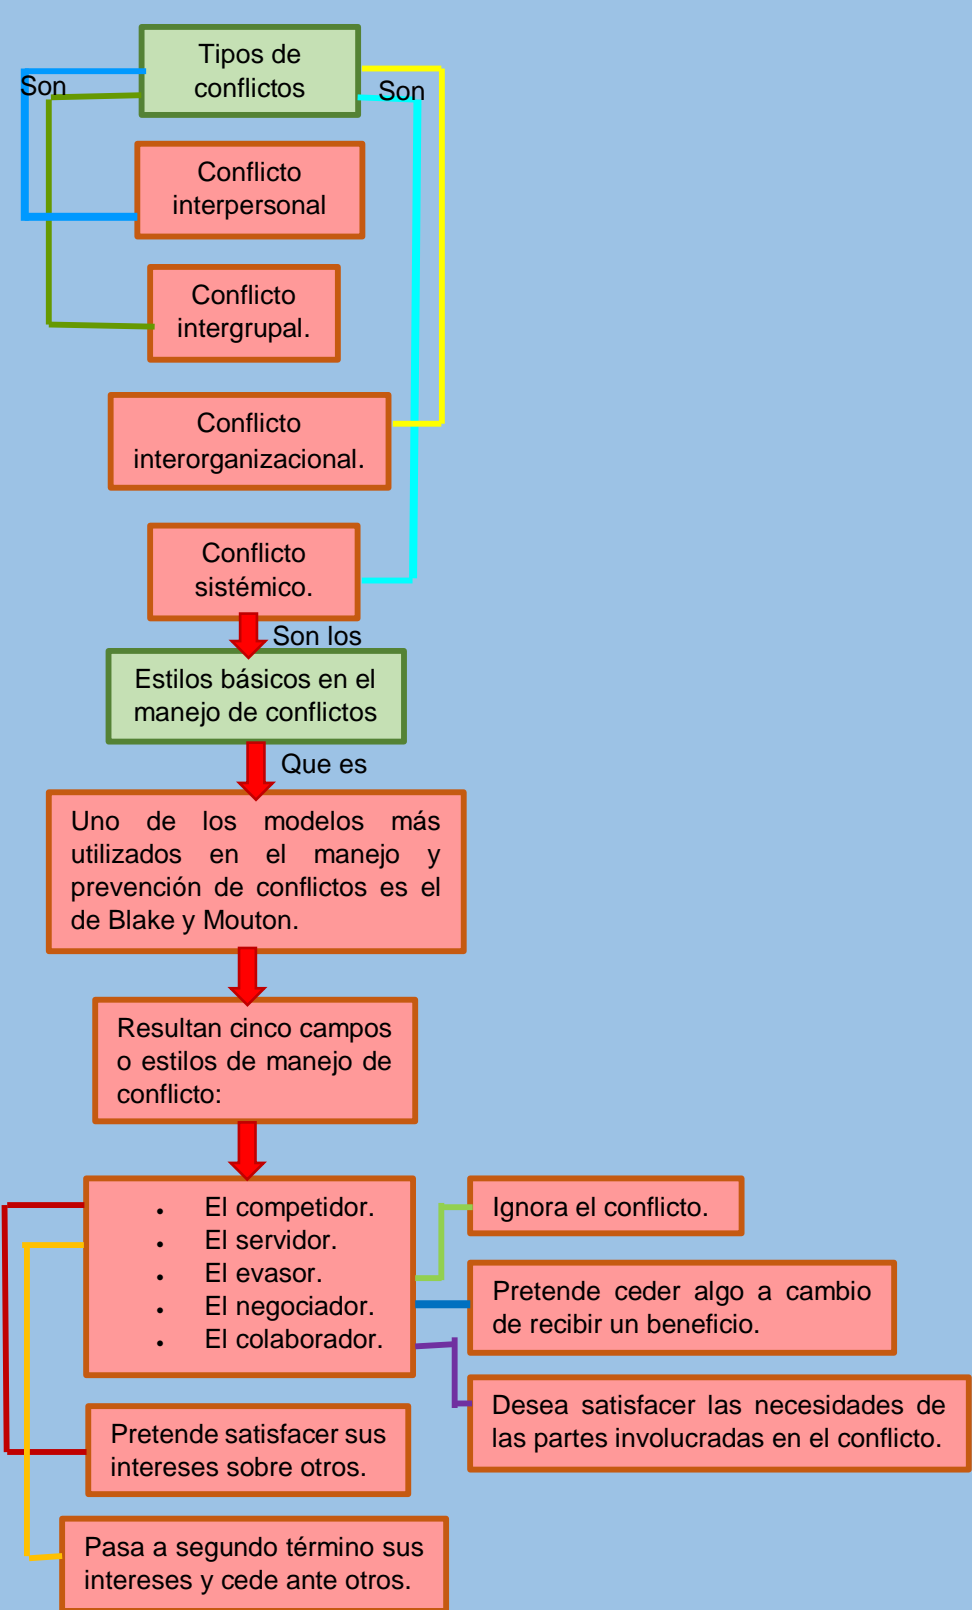 Tipos de
conflictos
Son
Son
Conflicto
interpersonal
Conflicto
intergrupal.
Conflicto
interorganizacional.
Conflicto
sistémico.
Son los
Estilos básicos en el
manejo de conflictos
Que es
Uno de los modelos más
utilizados en el manejo y
prevención de conflictos es el
de Blake y Mouton.
Resultan cinco campos
o estilos de manejo de
conflicto:
• El competidor.
• El servidor.
• El evasor.
• El negociador.
• El colaborador.
Ignora el conflicto.
Pretende ceder algo a cambio
de recibir un beneficio.
Desea satisfacer las necesidades de
las partes involucradas en el conflicto.
Pretende satisfacer sus
intereses sobre otros.
Pasa a segundo término sus
intereses y cede ante otros.